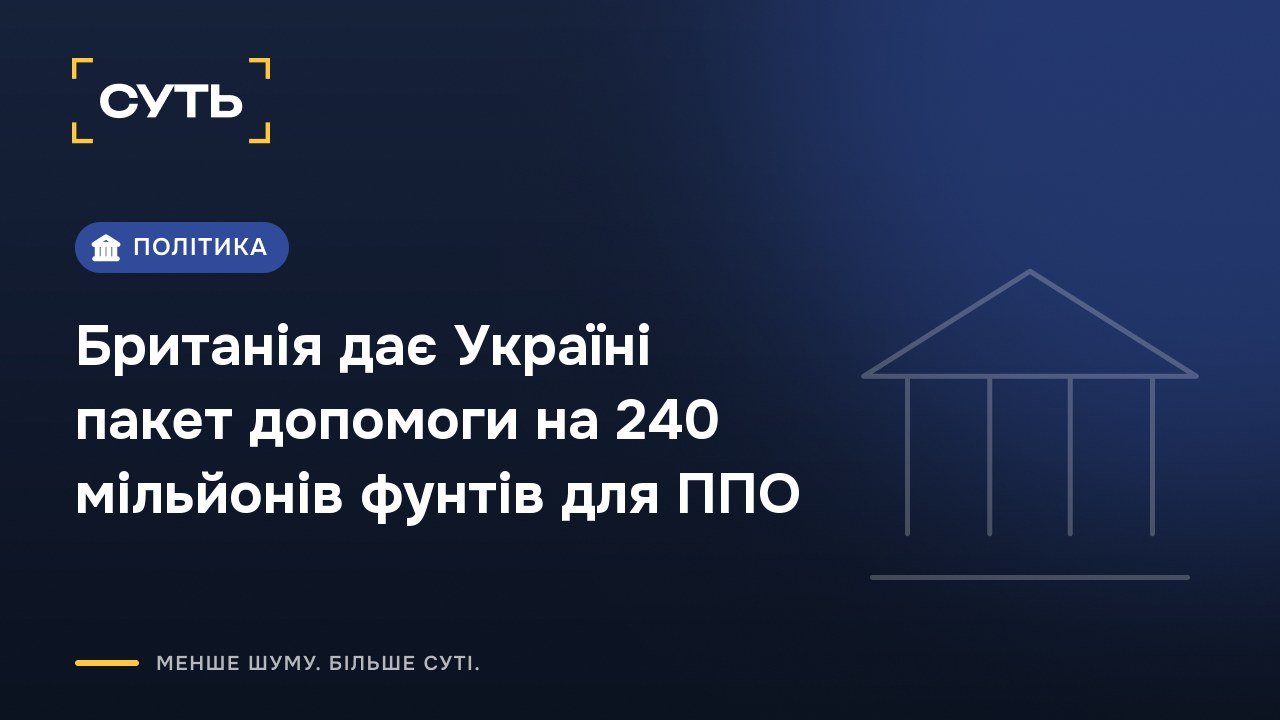 СУТЬ
ПОЛІТИКА
Британія дає Україні
пакет допомоги на 240
мільйонів фунтів для ППО
МЕНШЕ ШУМУ. БІЛЬШЕ СУТІ.